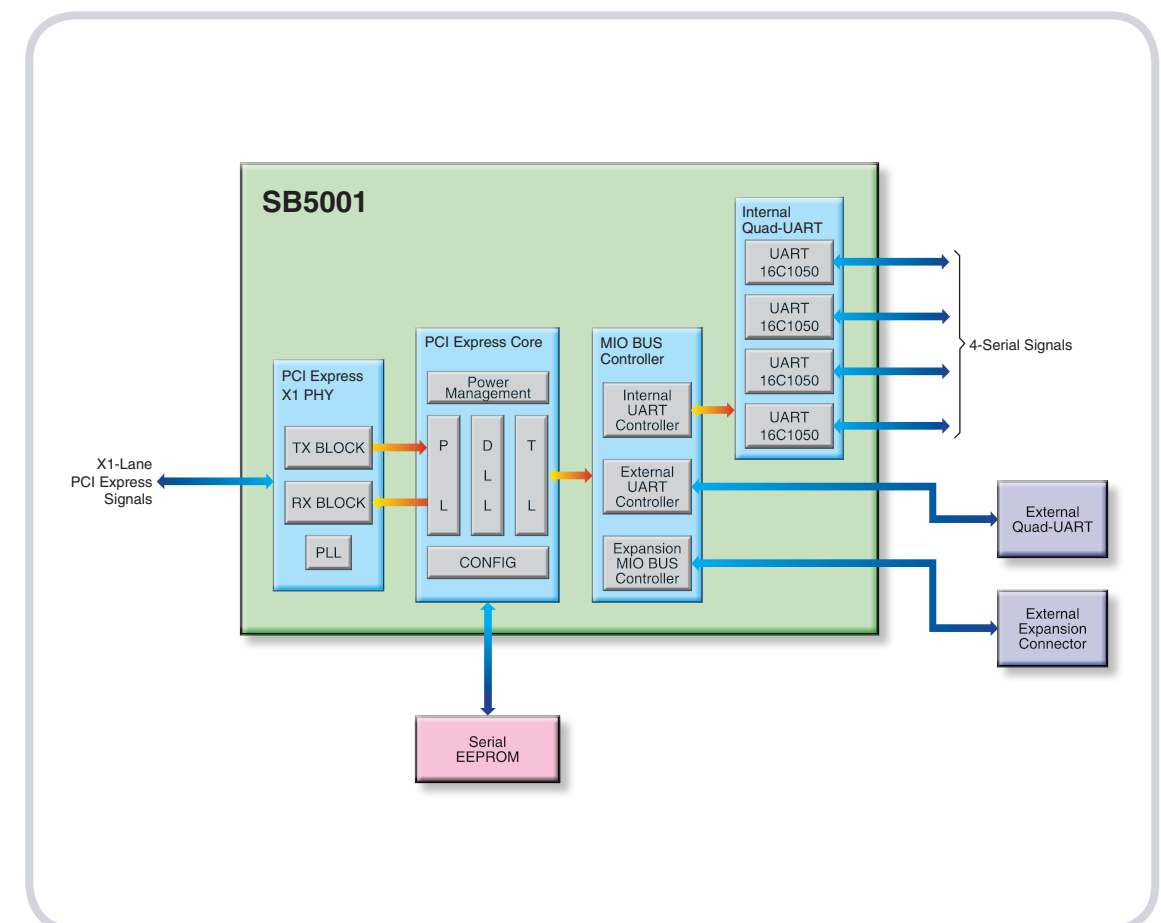 SB5001
Internal
Quad-UART
UART
16C1050
UART
16C1050
UART
16C1050
UART
16C1050
4-Serial Signals
PCI Express Core
Power
Management
P
L
D
L
L
T
L
CONFIG
MIO BUS
Controller
Internal
UART
Controller
External
UART
Controller
Expansion
MIO BUS
Controller
PCI Express
X1 PHY
TX BLOCK
RX BLOCK
PLL
X1-Lane
PCI Express
Signals
External
Quad-UART
External
Expansion
Connector
Serial
EEPROM